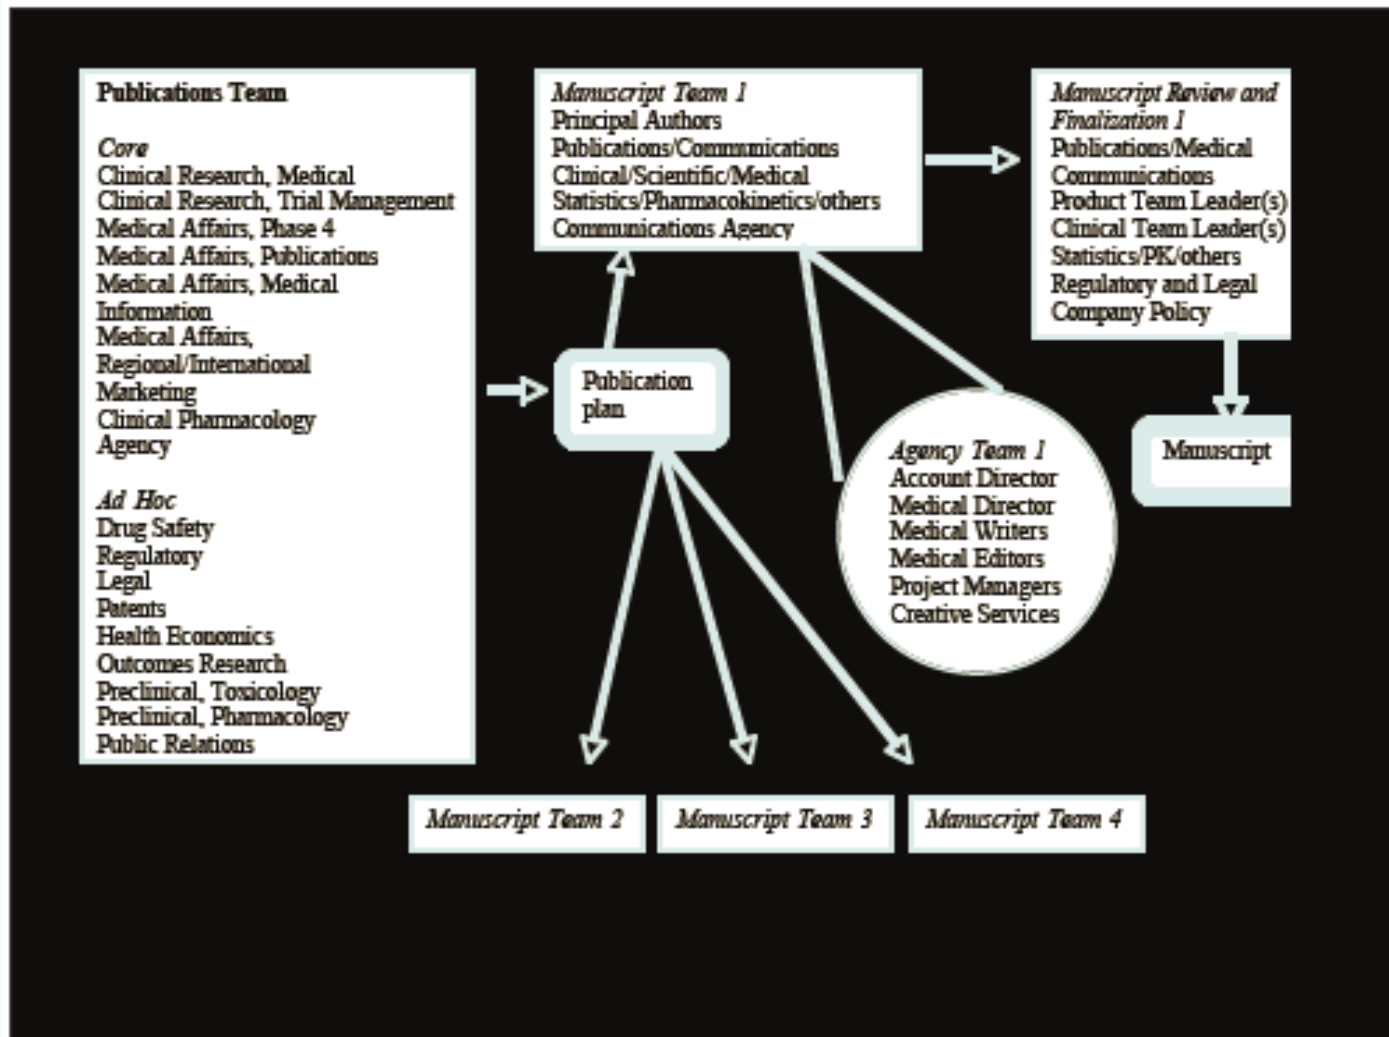 Publications Team
Core
Clinical Research, Medical
Clinical Research, Trial Management
Medical Affairs, Phase 4
Medical Affairs, Publications
Medical Affairs, Medical
Information
Medical Affairs,
Regional/International
Marketing
Clinical Pharmacology
Agency
Ad Hoc
Drug Safety
Regulatory
Legal
Patents
Health Economics
Outcomes Research
Preclinical, Toxicology
Preclinical, Pharmacology
Public Relations
Publication
plan
Manuscript Team 1
Principal Authors
Publications/Communications
Clinical/Scientific/Medical
Statistics/Pharmacokinetics/others
Communications Agency
Agency Team 1
Account Director
Medical Director
Medical Writers
Medical Editors
Project Managers
Creative Services
Manuscript Review and
Finalization 1
Publications/Medical
Communications
Product Team Leader(s)
Clinical Team Leader(s)
Statistics/PK/others
Regulatory and Legal
Company Policy
Manuscript
Manuscript Team 2
Manuscript Team 3
Manuscript Team 4